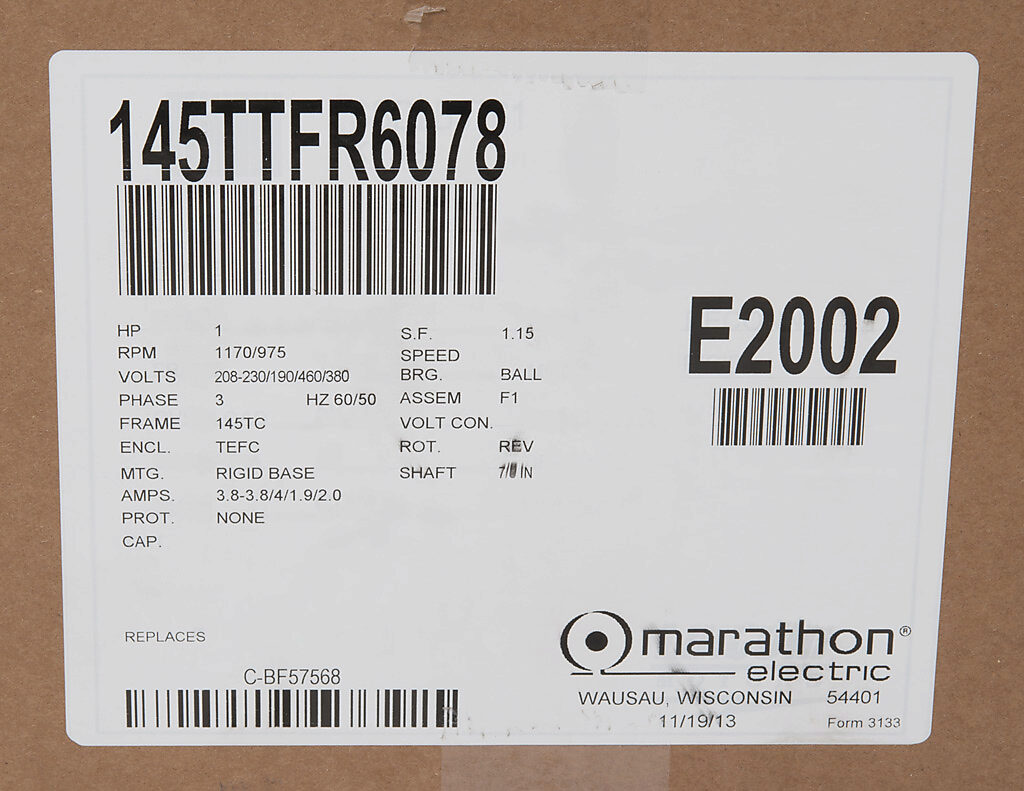 145TTFR6078
E2002
HP 1 S.F. 1.15
RPM 1170/975 SPEED
VOLTS 208-230/190/460/380 BRG. BALL
PHASE 3 HZ 60/50 ASSEM F1
FRAME 145TC VOLT CON.
ENCL. TEFC ROT. REV
MTG. RIGID BASE SHAFT 7/8 IN
AMPS. 3.8-3.8/4/1.9/2.0
PROT. NONE
CAP.
REPLACES
C-BF57568
marathon®
electric
WAUSAU, WISCONSIN 54401
11/19/13 Form 3133